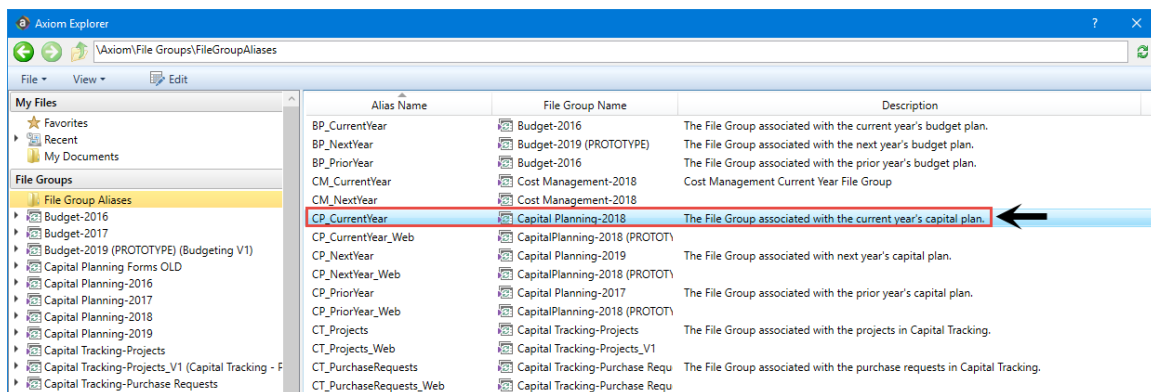 Axiom Explorer
?
\Axiom\File Groups\FileGroupAliases
File View Edit
My Files
Favorites
Recent
My Documents
File Groups
File Group Aliases
Budget-2016
Budget-2017
Budget-2019 (PROTOTYPE) (Budgeting V1)
Capital Planning Forms OLD
Capital Planning-2016
Capital Planning-2017
Capital Planning-2018
Capital Planning-2019
Capital Tracking-Projects
Capital Tracking-Projects_V1 (Capital Tracking - P
Capital Tracking-Purchase Requests
Alias Name File Group Name Description
BP_CurrentYear Budget-2016 The File Group associated with the current year's budget plan.
BP_NextYear Budget-2019 (PROTOTYPE) The File Group associated with the next year's budget plan.
BP_PriorYear Budget-2016 The File Group associated with the prior year's budget plan.
CM_CurrentYear Cost Management-2018 Cost Management Current Year File Group
CM_NextYear Cost Management-2018
CP_CurrentYear Capital Planning-2018 The File Group associated with the current year's capital plan.
CP_CurrentYear_Web CapitalPlanning-2018 (PROTOTY
CP_NextYear Capital Planning-2019 The File Group associated with next year's capital plan.
CP_NextYear_Web CapitalPlanning-2018 (PROTOTY
CP_PriorYear Capital Planning-2017 The File Group associated with the prior year's capital plan.
CP_PriorYear_Web CapitalPlanning-2018 (PROTOTY
CT_Projects Capital Tracking-Projects The File Group associated with the projects in Capital Tracking.
CT_Projects_Web Capital Tracking-Projects_V1
CT_PurchaseRequests Capital Tracking-Purchase Requ The File Group associated with the purchase requests in Capital Tracking.
CT_PurchaseRequests_Web Capital Tracking-Purchase Requ